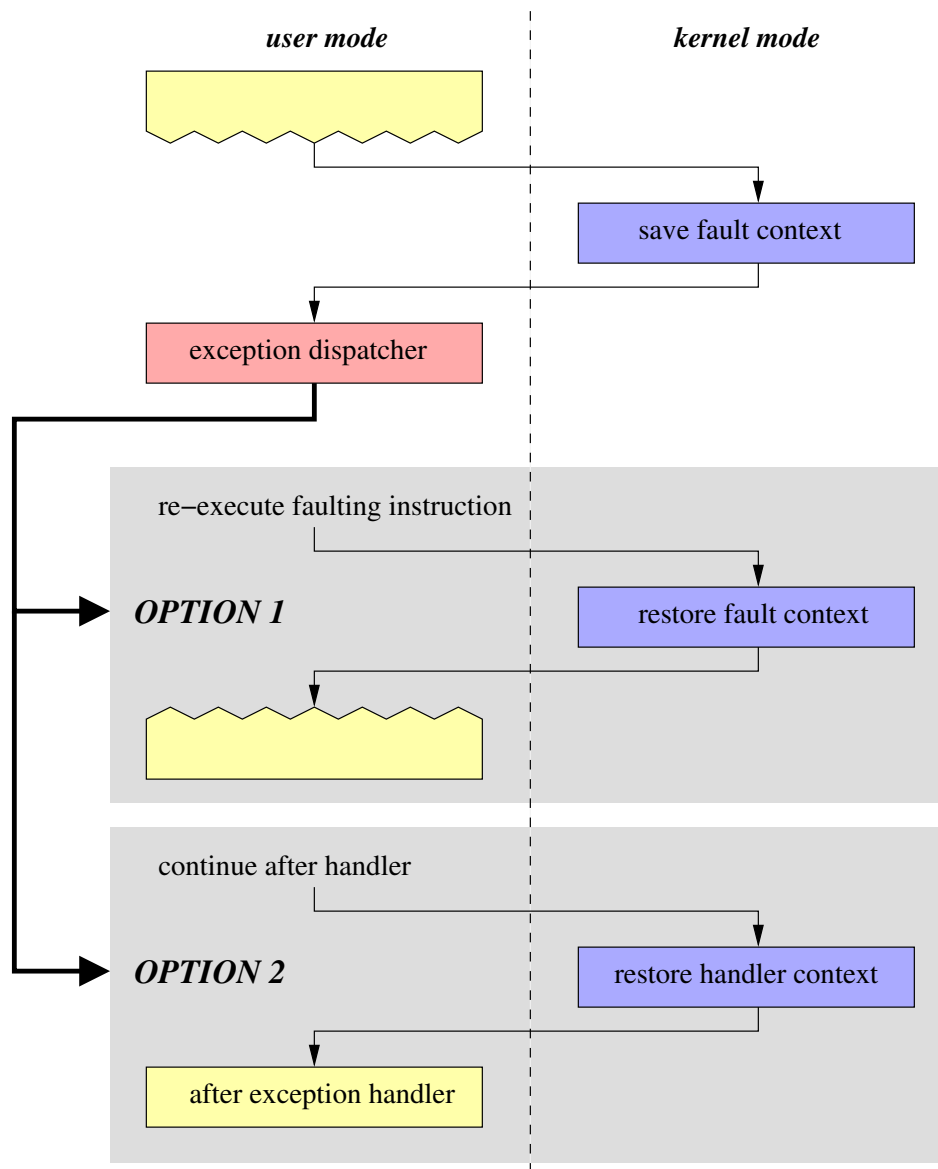 user mode
kernel mode
save fault context
exception dispatcher
re−execute faulting instruction
OPTION 1
restore fault context
continue after handler
OPTION 2
restore handler context
after exception handler